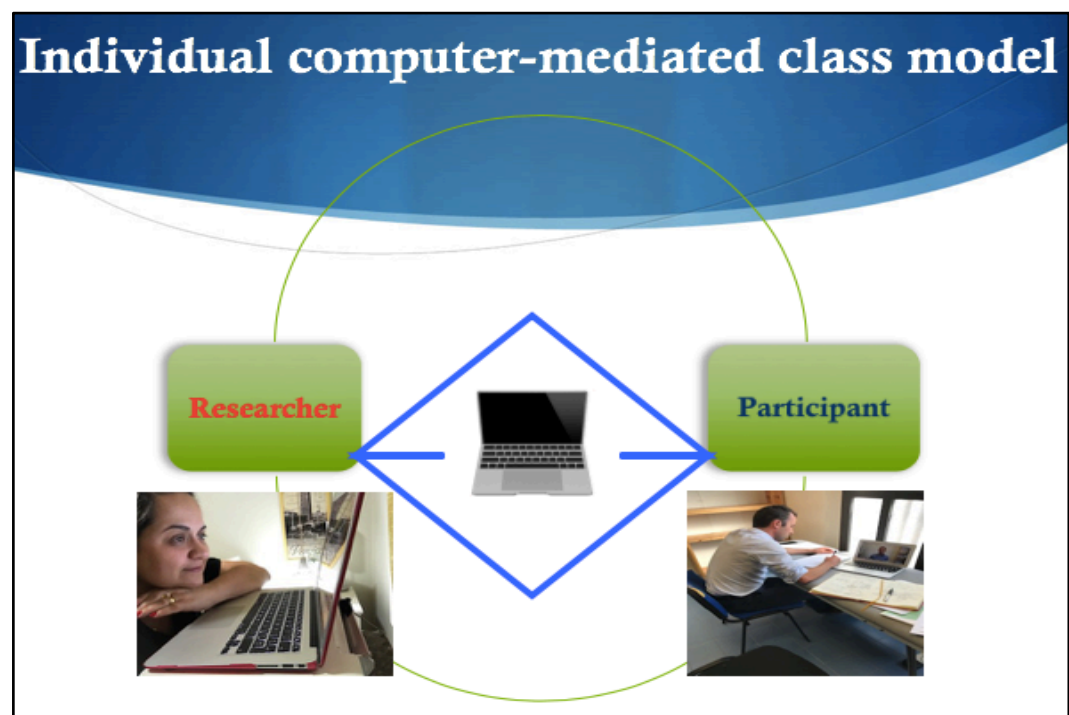 Individual computer-mediated class model
Researcher
Participant